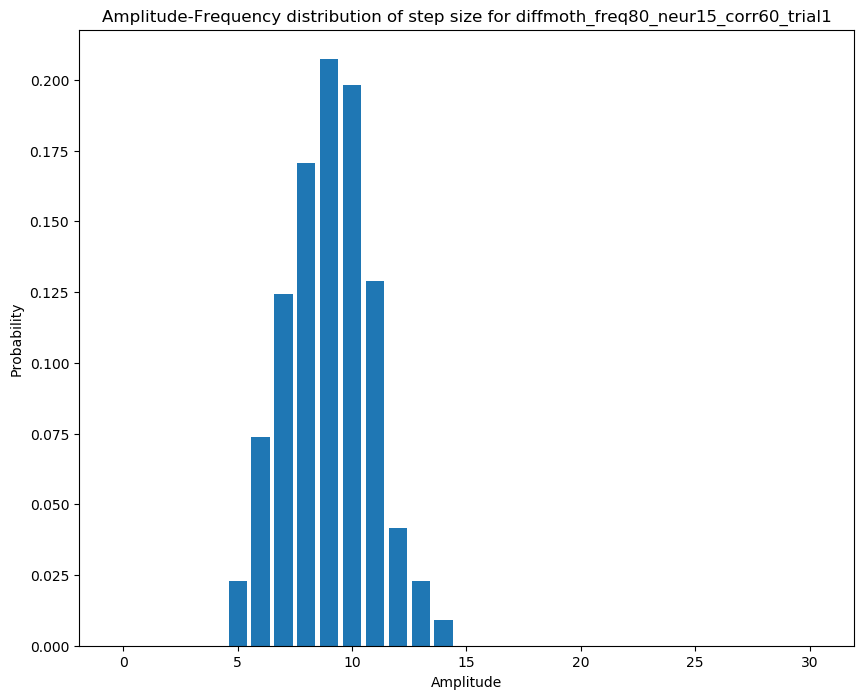 Amplitude-Frequency distribution of step size for diffmoth_freq80_neur15_corr60_trial1
0.200
0.175
0.150
0.125
0.100
0.075
0.050
0.025
0.000
Probability
0 5 10 15 20 25 30
Amplitude